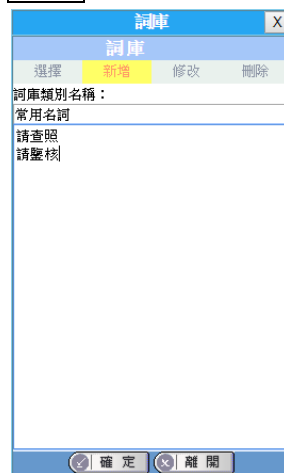 詞庫 X
詞庫
選擇 新增 修改 刪除
詞庫類別名稱：
常用名詞
請查照
請鑒核
確 定 離 開